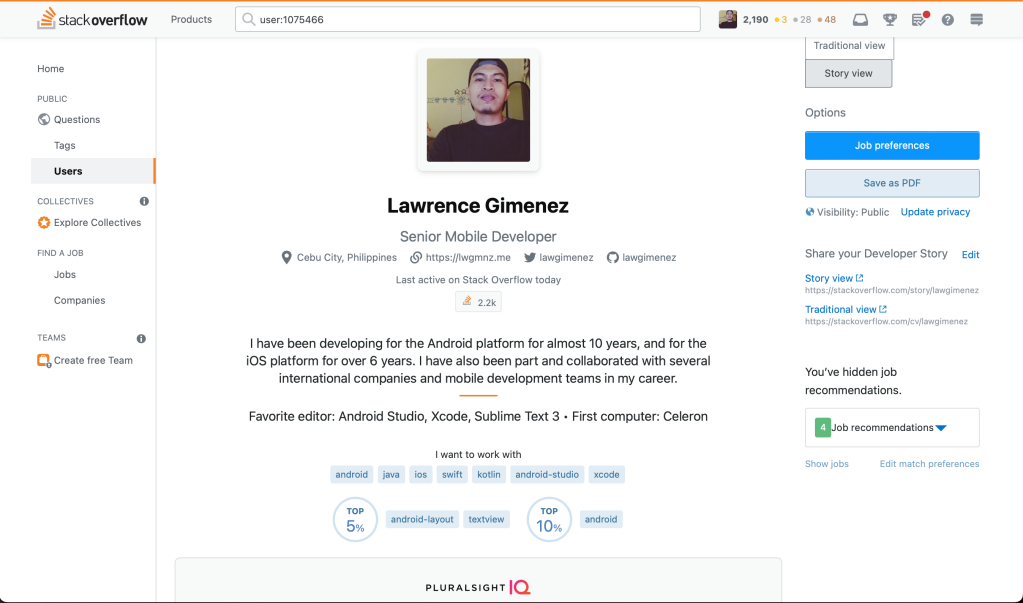 stackoverflow
Products
user:1075466
2,190 3 28 48
Home
PUBLIC
Questions
Tags
Users
COLLECTIVES
Explore Collectives
FIND A JOB
Jobs
Companies
TEAMS
Create free Team
Lawrence Gimenez
Senior Mobile Developer
Cebu City, Philippines https://lwgmnz.me lawgimenez lawgimenez
Last active on Stack Overflow today
2.2k
I have been developing for the Android platform for almost 10 years, and for the
iOS platform for over 6 years. I have also been part and collaborated with several
international companies and mobile development teams in my career.
Favorite editor: Android Studio, Xcode, Sublime Text 3 • First computer: Celeron
I want to work with
android java ios swift kotlin android-studio xcode
TOP
5%
android-layout textview
TOP
10%
android
PLURALSIGHT IQ
Traditional view
Story view
Options
Job preferences
Save as PDF
Visibility: Public Update privacy
Share your Developer Story Edit
Story view
https://stackoverflow.com/story/lawgimenez
Traditional view
https://stackoverflow.com/cv/lawgimenez
You've hidden job
recommendations.
4 Job recommendations
Show jobs Edit match preferences